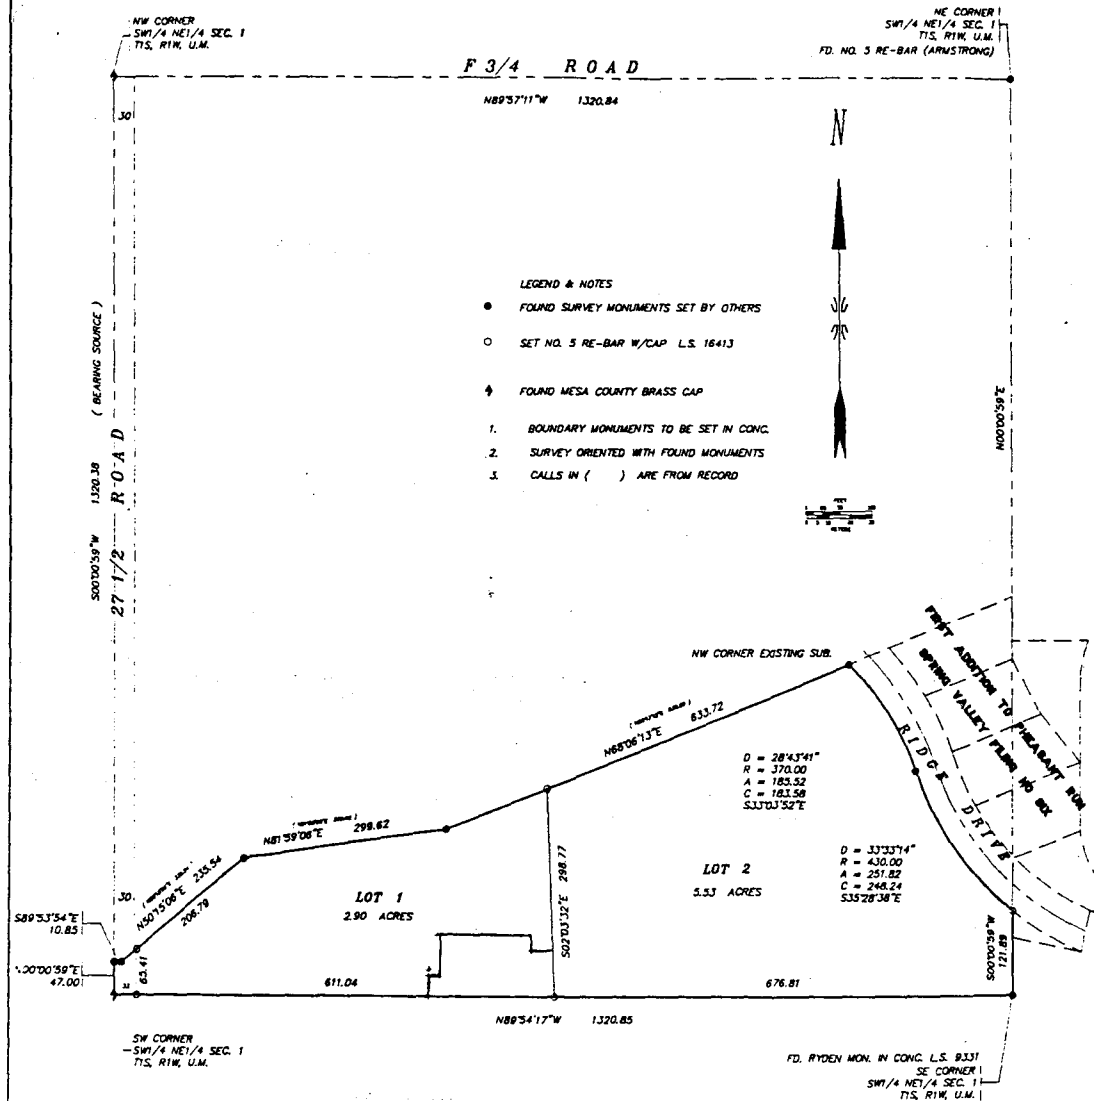 NW CORNER
SW1/4 NE1/4 SEC. 1
T1S, R1W, U.M.
NE CORNER
SW1/4 NE1/4 SEC. 1
T1S, R1W, U.M.
FD. NO. 5 RE-BAR (ARMSTRONG)
F 3/4 ROAD
N89°57'11"W 1320.84
30
N
LEGEND & NOTES
FOUND SURVEY MONUMENTS SET BY OTHERS
SET NO. 5 RE-BAR W/CAP L.S. 16413
FOUND MESA COUNTY BRASS CAP
1. BOUNDARY MONUMENTS TO BE SET IN CONC.
2. SURVEY ORIENTED WITH FOUND MONUMENTS
3. CALLS IN ( ) ARE FROM RECORD
S00°00'59"W 1320.38 ( BEARING SOURCE )
27 1/2 ROAD
N00°00'59"E
FEET
METERS
NW CORNER EXISTING SUB.
FIRST ADDITION TO PHEASANT RUN
SPRING VALLEY FILING NO SIX
RIDGE DRIVE
N68°06'13"E 633.72
D = 28°43'41"
R = 370.00
A = 185.52
C = 183.58
S33°03'52"E
N81°59'06"E 299.62
N50°15'06"E 235.54
206.79
D = 33°33'14"
R = 430.00
A = 251.82
C = 248.24
S35°28'38"E
LOT 1
2.90 ACRES
LOT 2
5.53 ACRES
S02°03'32"E 298.77
30
S89°53'54"E
10.85
N00°00'59"E
47.00
65.41
S00°00'59"W
121.89
611.04
676.81
N89°54'17"W 1320.85
SW CORNER
SW1/4 NE1/4 SEC. 1
T1S, R1W, U.M.
FD. RYDEN MON. IN CONC. L.S. 9331
SE CORNER
SW1/4 NE1/4 SEC. 1
T1S, R1W, U.M.